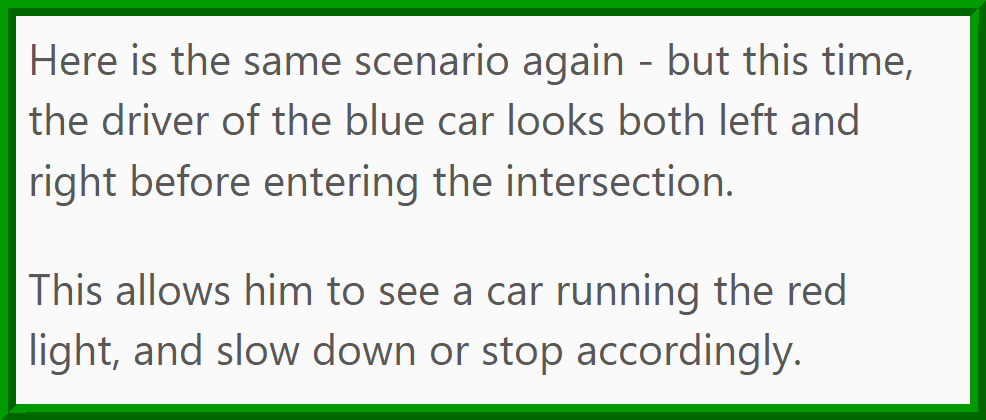 Here is the same scenario again - but this time,
the driver of the blue car looks both left and
right before entering the intersection.
This allows him to see a car running the red
light, and slow down or stop accordingly.